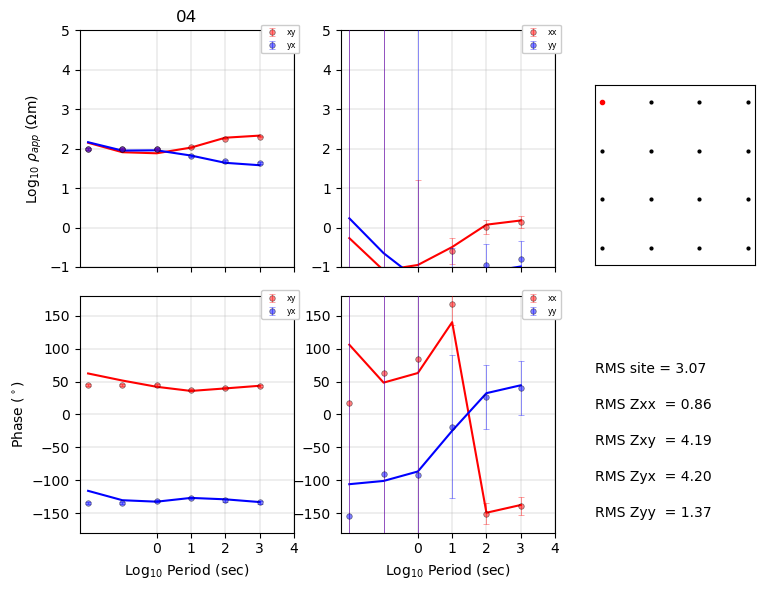 04
xy
yx
xx
yy
5
4
3
2
1
0
−1
Log10 ρapp (Ωm)
5
4
3
2
1
0
−1
xy
yx
xx
yy
150
100
50
0
−50
−100
−150
Phase (°)
0 1 2 3 4
Log10 Period (sec)
150
100
50
0
−50
−100
−150
0 1 2 3 4
Log10 Period (sec)
RMS site = 3.07
RMS Zxx = 0.86
RMS Zxy = 4.19
RMS Zyx = 4.20
RMS Zyy = 1.37